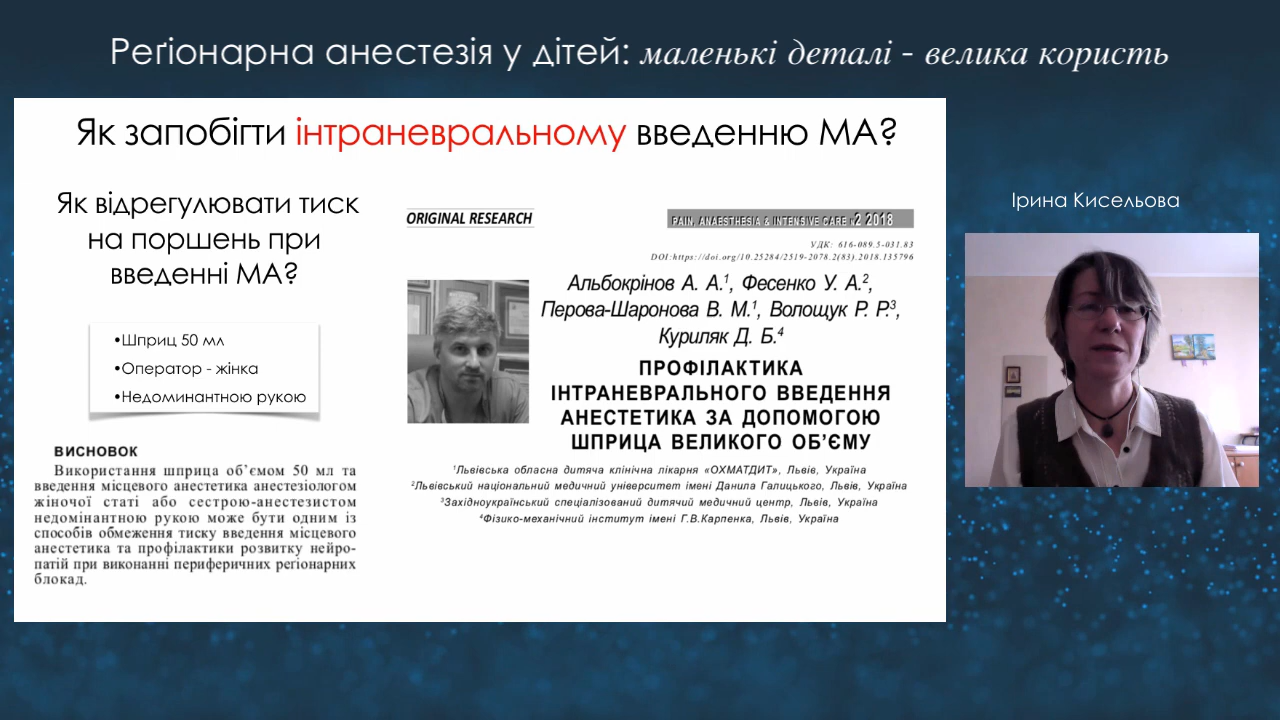 Реґіонарна анестезія у дітей: маленькі деталі - велика користь
Як запобігти інтраневральному введенню МА?
Як відрегулювати тиск
на поршень при
введенні МА?
•Шприц 50 мл
•Оператор - жінка
•Недоминантною рукою
ВИСНОВОК
Використання шприца об’ємом 50 мл та
введення місцевого анестетика анестезіологом
жіночої статі або сестрою-анестезистом
недомінантною рукою може бути одним із
способів обмеження тиску введення місцевого
анестетика та профілактики розвитку нейро-
патій при виконанні периферичних реґіонарних
блокад.
ORIGINAL RESEARCH
PAIN, ANAESTHESIA & INTENSIVE CARE №2 2018
УДК: 616-089.5-031.83
DOI:https://doi.org/10.25284/2519-2078.2(83).2018.135796
Альбокрінов А. А.¹, Фесенко У. А.²,
Перова-Шаронова В. М.¹, Волощук Р. Р.³,
Куриляк Д. Б.⁴
ПРОФІЛАКТИКА
ІНТРАНЕВРАЛЬНОГО ВВЕДЕННЯ
АНЕСТЕТИКА ЗА ДОПОМОГОЮ
ШПРИЦА ВЕЛИКОГО ОБ’ЄМУ
¹Львівська обласна дитяча клінічна лікарня «ОХМАТДИТ», Львів, Україна
²Львівський національний медичний університет імені Данила Галицького, Львів, Україна
³Західноукраїнський спеціалізований дитячий медичний центр, Львів, Україна
⁴Фізико-механічний інститут імені Г.В.Карпенка, Львів, Україна
Ірина Кисельова